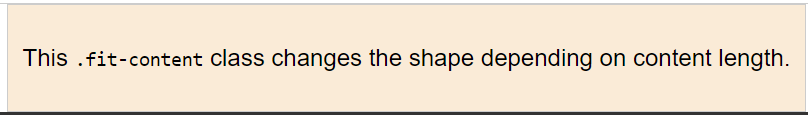 This .fit-content class changes the shape depending on content length.